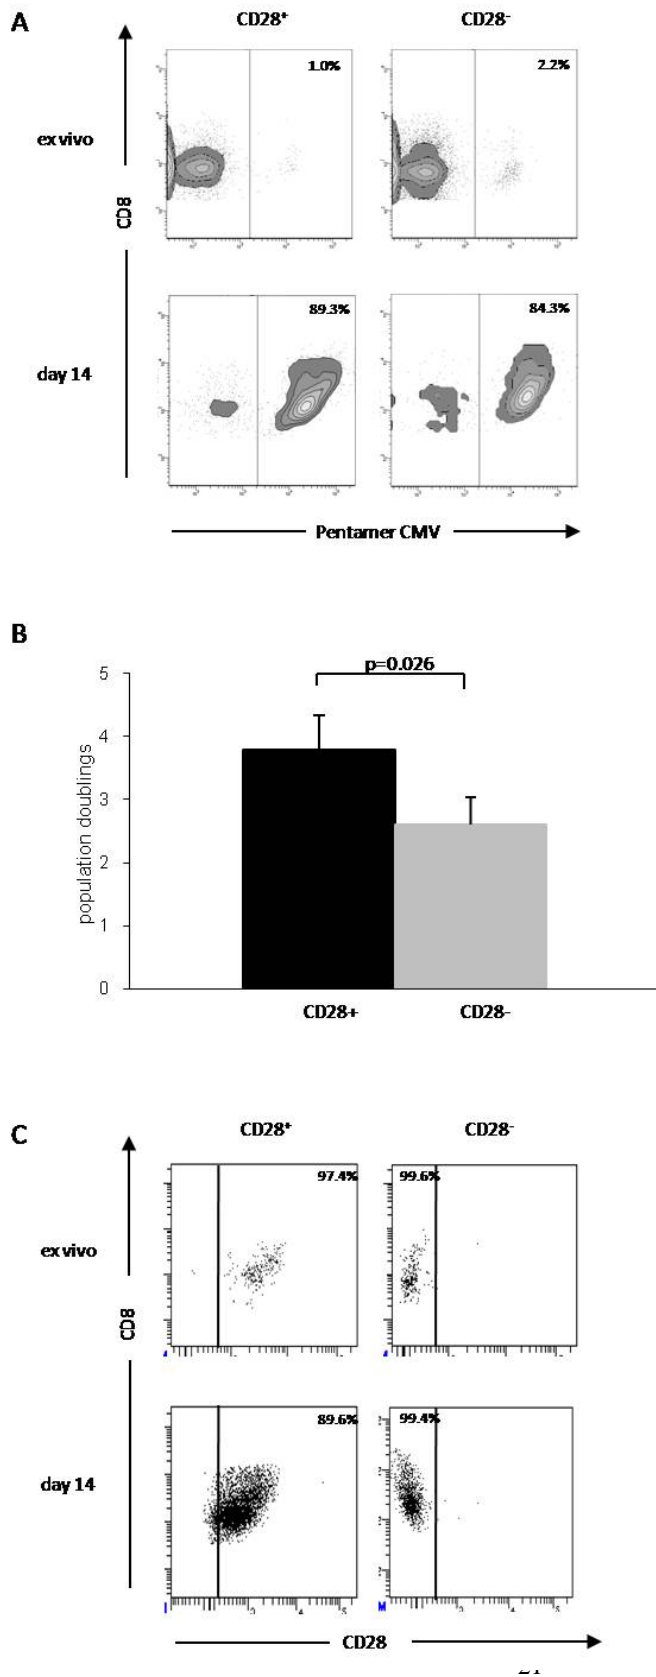 A
CD28⁺ CD28⁻
1.0% 2.2%
ex vivo
CD8
89.3% 84.3%
day 14
Pentamer CMV
B
p=0.026
5
4
3
2
1
0
population doublings
CD28+ CD28-
C
CD28⁺ CD28⁻
97.4% 99.6%
ex vivo
CD8
89.6% 99.4%
day 14
CD28